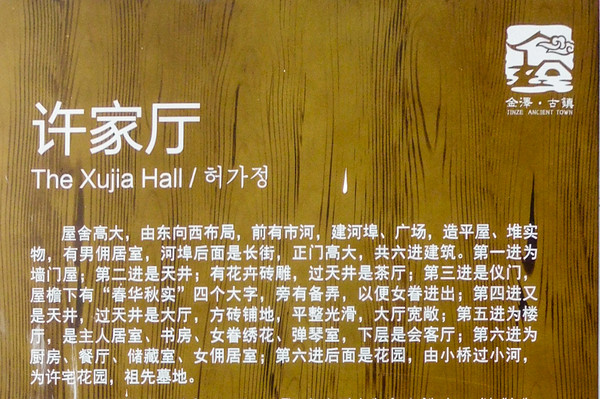 金澤·古鎮
JINZE ANCIENT TOWN
许家厅
The Xujia Hall / 허가정
屋舍高大，由东向西布局，前有市河，建河埠、广场，造平屋、堆实
物，有男佣居室，河埠后面是长街，正门高大，共六进建筑。第一进为
墙门屋；第二进是天井；有花卉砖雕，过天井是茶厅；第三进是仪门，
屋檐下有“春华秋实”四个大字，旁有备弄，以便女眷进出；第四进又
是天井，过天井是大厅，方砖铺地，平整光滑，大厅宽敞；第五进为楼
厅，是主人居室、书房、女眷绣花、弹琴室，下层是会客厅；第六进为
厨房、餐厅、储藏室、女佣居室；第六进后面是花园，由小桥过小河，
为许宅花园，祖先墓地。